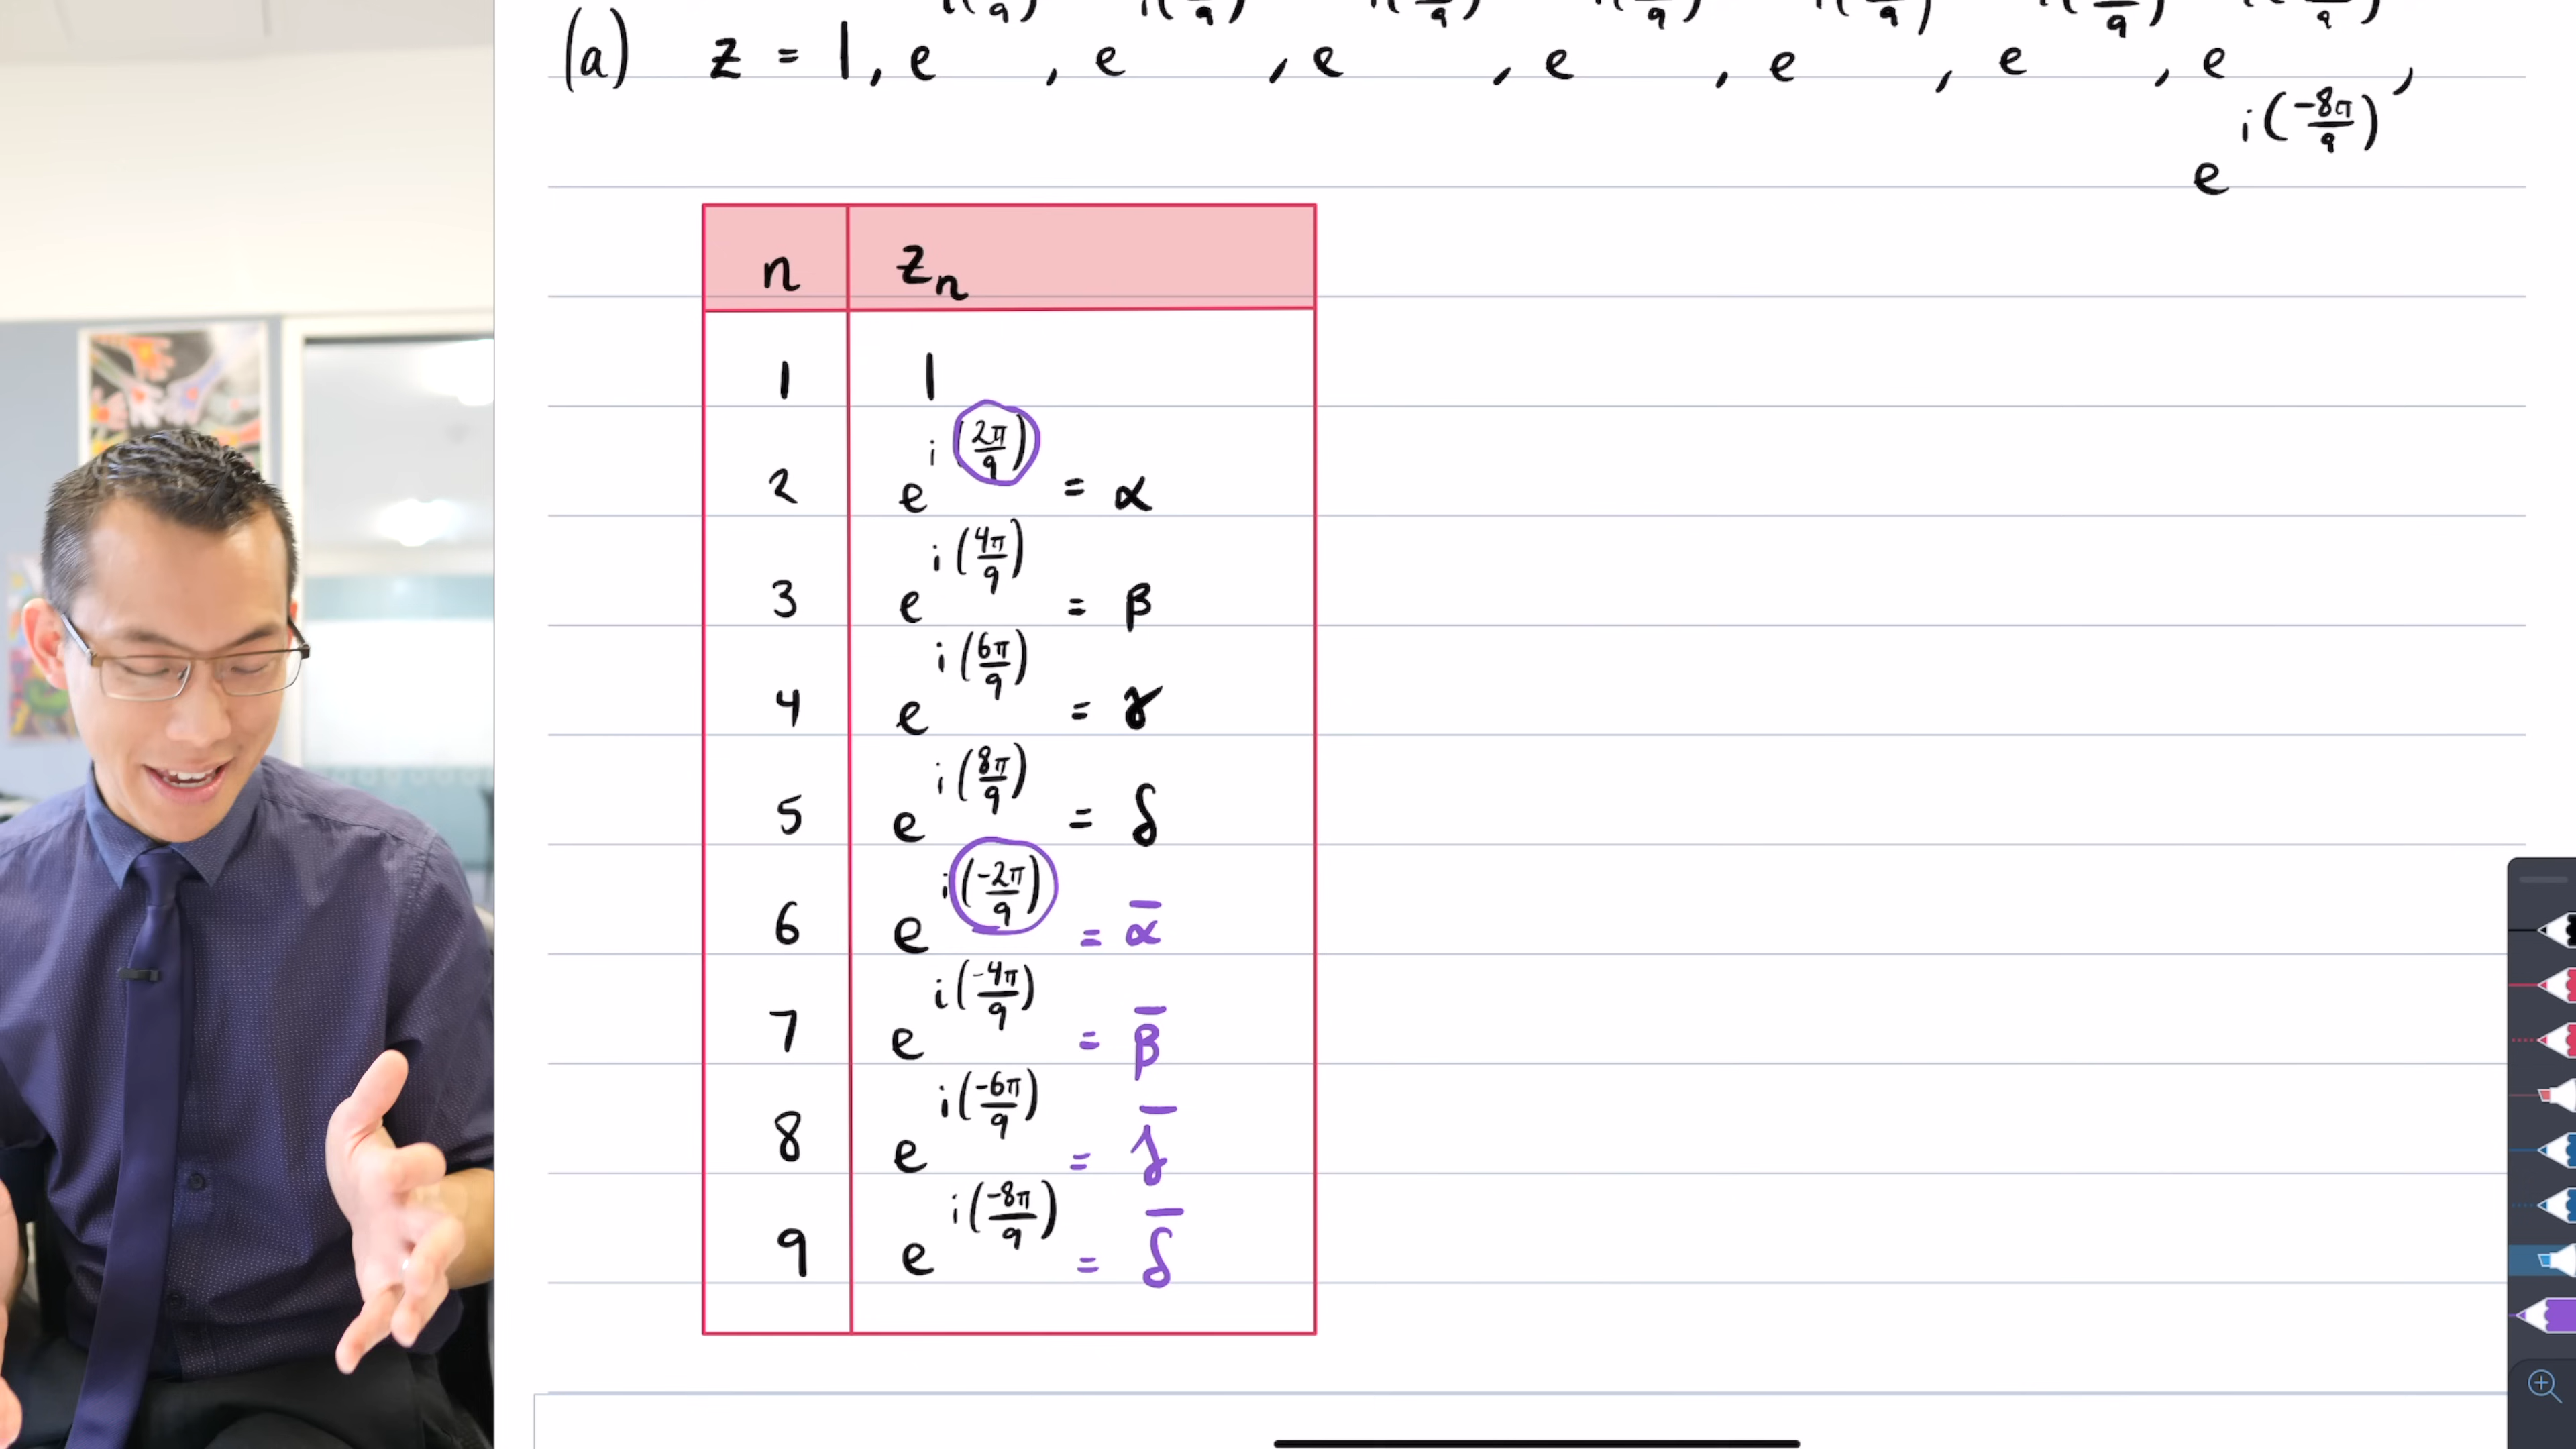 (a) z = 1, e , e , e , e , e , e , e ,
e^{i(-8π/9)}
n z_n
1 1
2 e^{i(2π/9)} = α
3 e^{i(4π/9)} = β
4 e^{i(6π/9)} = γ
5 e^{i(8π/9)} = δ
6 e^{i(-2π/9)} = ᾱ
7 e^{i(-4π/9)} = β̄
8 e^{i(-6π/9)} = γ̄
9 e^{i(-8π/9)} = δ̄